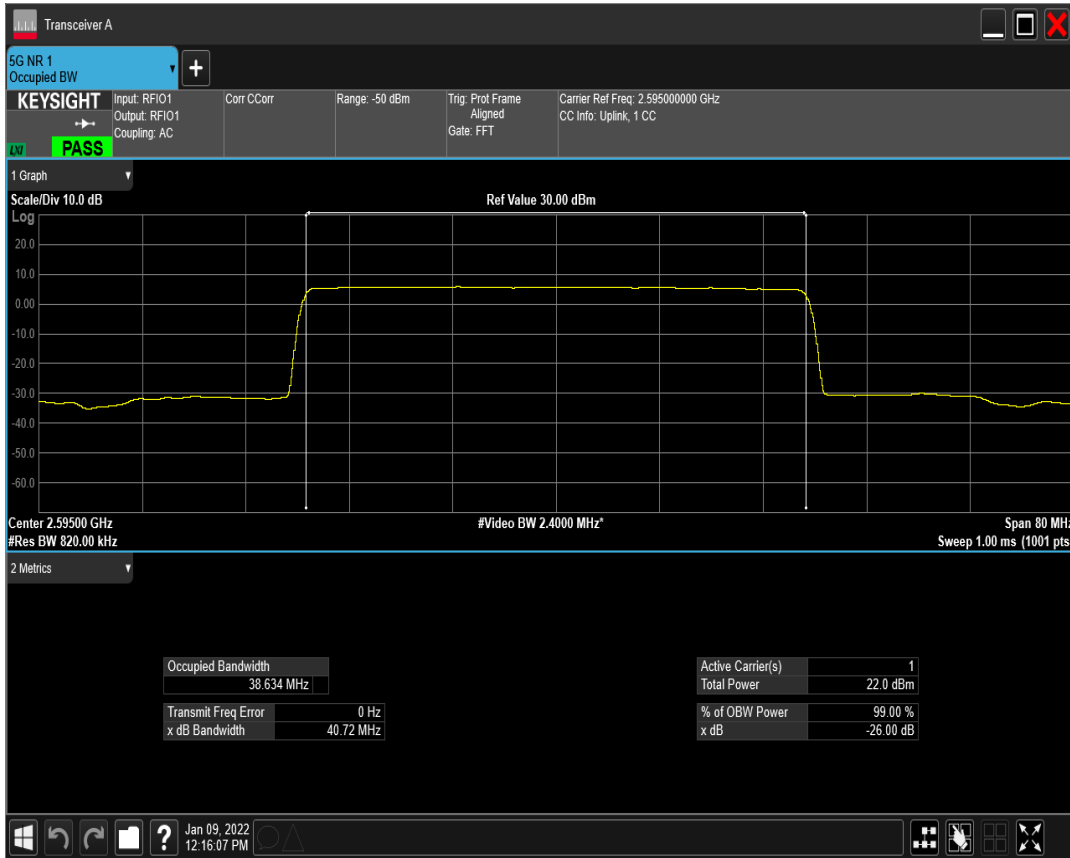 Transceiver A
5G NR 1
Occupied BW
KEYSIGHT
LXI
PASS
Input: RFIO1
Output: RFIO1
Coupling: AC
Corr CCorr
Range: -50 dBm
Trig: Prot Frame
Aligned
Gate: FFT
Carrier Ref Freq: 2.595000000 GHz
CC Info: Uplink, 1 CC
1 Graph
Scale/Div 10.0 dB
Ref Value 30.00 dBm
Log
20.0
10.0
0.00
-10.0
-20.0
-30.0
-40.0
-50.0
-60.0
Center 2.59500 GHz
#Video BW 2.4000 MHz*
Span 80 MHz
#Res BW 820.00 kHz
Sweep 1.00 ms (1001 pts
2 Metrics
Occupied Bandwidth
38.634 MHz
Transmit Freq Error 0 Hz
x dB Bandwidth 40.72 MHz
Active Carrier(s) 1
Total Power 22.0 dBm
% of OBW Power 99.00 %
x dB -26.00 dB
?
Jan 09, 2022
12:16:07 PM